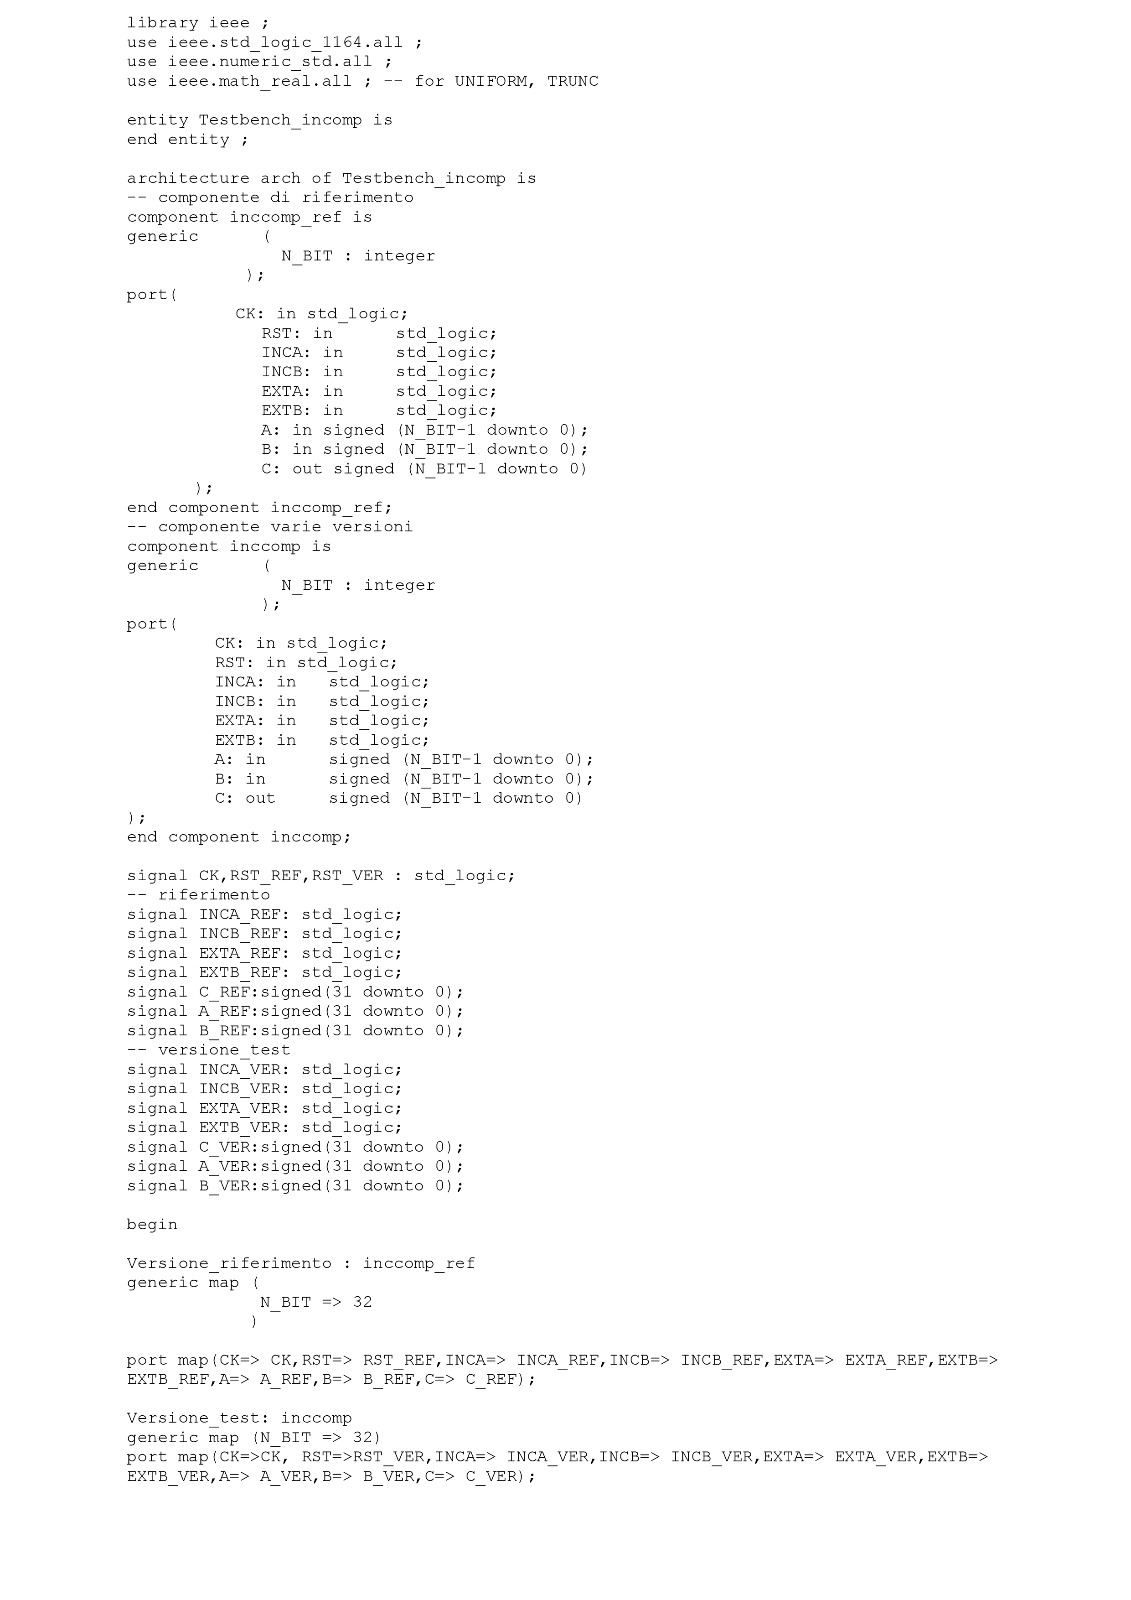 library ieee ;
use ieee.std_logic_1164.all ;
use ieee.numeric_std.all ;
use ieee.math_real.all ; -- for UNIFORM, TRUNC
entity Testbench_incomp is
end entity ;
architecture arch of Testbench_incomp is
-- componente di riferimento
component inccomp_ref is
generic (
N_BIT : integer
);
port(
CK: in std_logic;
RST: in std_logic;
INCA: in std_logic;
INCB: in std_logic;
EXTA: in std_logic;
EXTB: in std_logic;
A: in signed (N_BIT-1 downto 0);
B: in signed (N_BIT-1 downto 0);
C: out signed (N_BIT-1 downto 0)
);
end component inccomp_ref;
-- componente varie versioni
component inccomp is
generic (
N_BIT : integer
);
port(
CK: in std_logic;
RST: in std_logic;
INCA: in std_logic;
INCB: in std_logic;
EXTA: in std_logic;
EXTB: in std_logic;
A: in signed (N_BIT-1 downto 0);
B: in signed (N_BIT-1 downto 0);
C: out signed (N_BIT-1 downto 0)
);
end component inccomp;
signal CK,RST_REF,RST_VER : std_logic;
-- riferimento
signal INCA_REF: std_logic;
signal INCB_REF: std_logic;
signal EXTA_REF: std_logic;
signal EXTB_REF: std_logic;
signal C_REF:signed(31 downto 0);
signal A_REF:signed(31 downto 0);
signal B_REF:signed(31 downto 0);
-- versione_test
signal INCA_VER: std_logic;
signal INCB_VER: std_logic;
signal EXTA_VER: std_logic;
signal EXTB_VER: std_logic;
signal C_VER:signed(31 downto 0);
signal A_VER:signed(31 downto 0);
signal B_VER:signed(31 downto 0);
begin
Versione_riferimento : inccomp_ref
generic map (
N_BIT => 32
)
port map(CK=> CK,RST=> RST_REF,INCA=> INCA_REF,INCB=> INCB_REF,EXTA=> EXTA_REF,EXTB=>
EXTB_REF,A=> A_REF,B=> B_REF,C=> C_REF);
Versione_test: inccomp
generic map (N_BIT => 32)
port map(CK=>CK, RST=>RST_VER,INCA=> INCA_VER,INCB=> INCB_VER,EXTA=> EXTA_VER,EXTB=>
EXTB_VER,A=> A_VER,B=> B_VER,C=> C_VER);